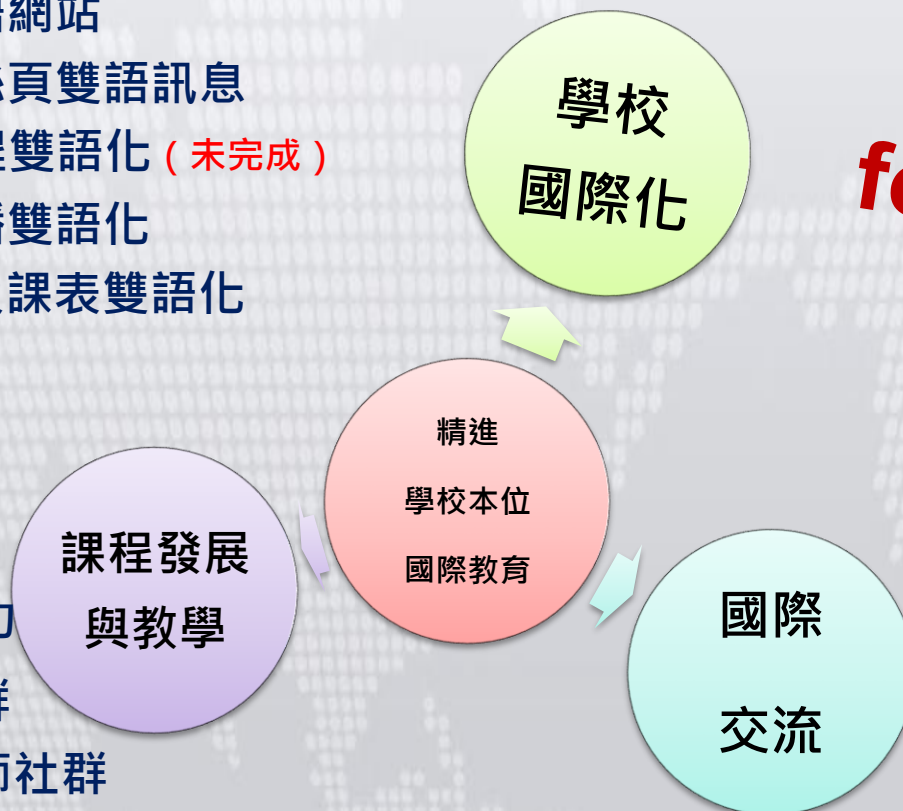 網站
頁雙語訊息
雙語化(未完成)
雙語化
課表雙語化
學校
國際化
精進
學校本位
國際教育
課程發展
與教學
國際
交流
群
社群